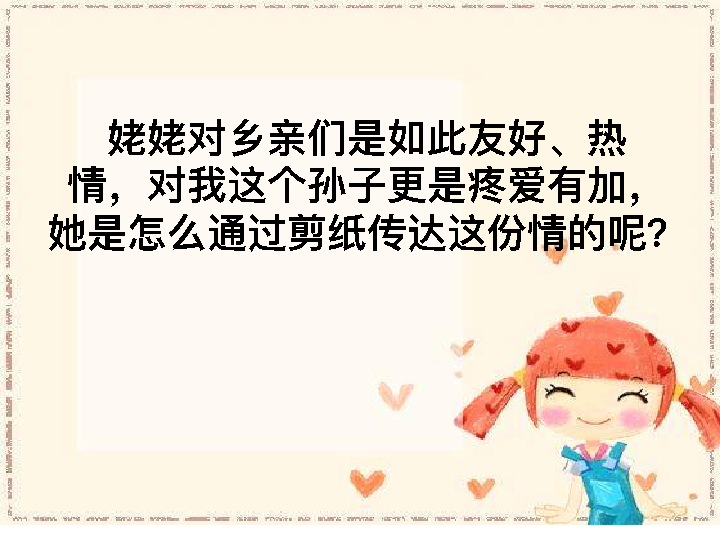 姥姥对乡亲们是如此友好、热
情，对我这个孙子更是疼爱有加，
她是怎么通过剪纸传达这份情的呢？